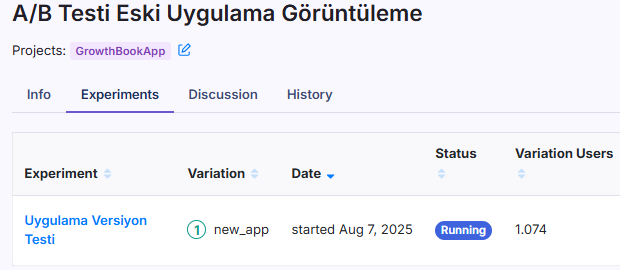 A/B Testi Eski Uygulama Görüntüleme
Projects: GrowthBookApp
Info Experiments Discussion History
Experiment Variation Date Status Variation Users
Uygulama Versiyon Testi 1 new_app started Aug 7, 2025 Running 1.074